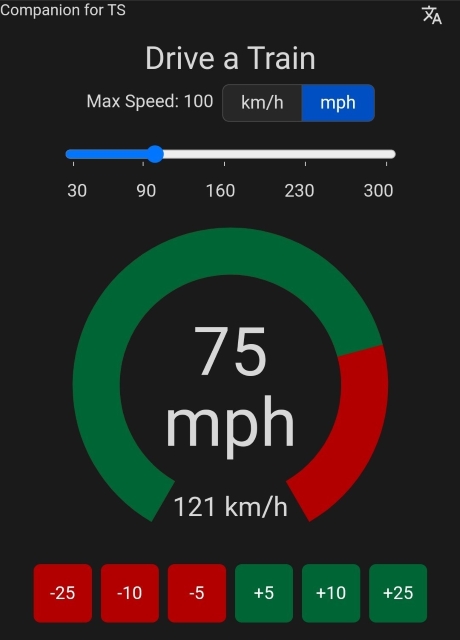 Companion for TS
Drive a Train
Max Speed: 100 km/h mph
30 90 160 230 300
75
mph
121 km/h
-25 -10 -5 +5 +10 +25